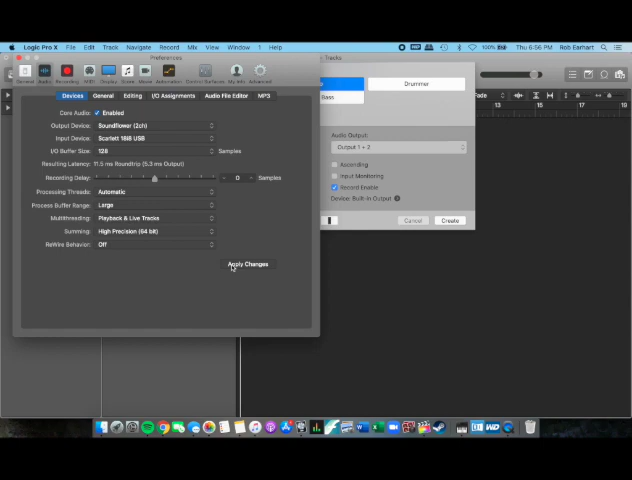 Logic Pro X File Edit Track Navigate Record Mix View Window 1 Help 100% Thu 6:56 PM Rob Earhart
Preferences
Tracks
General Audio Recording MIDI Display Score Movie Automation Control Surfaces My Info Advanced
Devices General Editing I/O Assignments Audio File Editor MP3
Core Audio: Enabled
Output Device: Soundflower (2ch)
Input Device: Scarlett 18i8 USB
I/O Buffer Size: 128 Samples
Resulting Latency: 11.5 ms Roundtrip (5.3 ms Output)
Recording Delay: 0 Samples
Processing Threads: Automatic
Process Buffer Range: Large
Multithreading: Playback & Live Tracks
Summing: High Precision (64 bit)
ReWire Behavior: Off
Apply Changes
Drummer
Bass
Audio Output:
Output 1 + 2
Ascending
Input Monitoring
Record Enable
Device: Built-in Output
Cancel Create
13 15 17 19